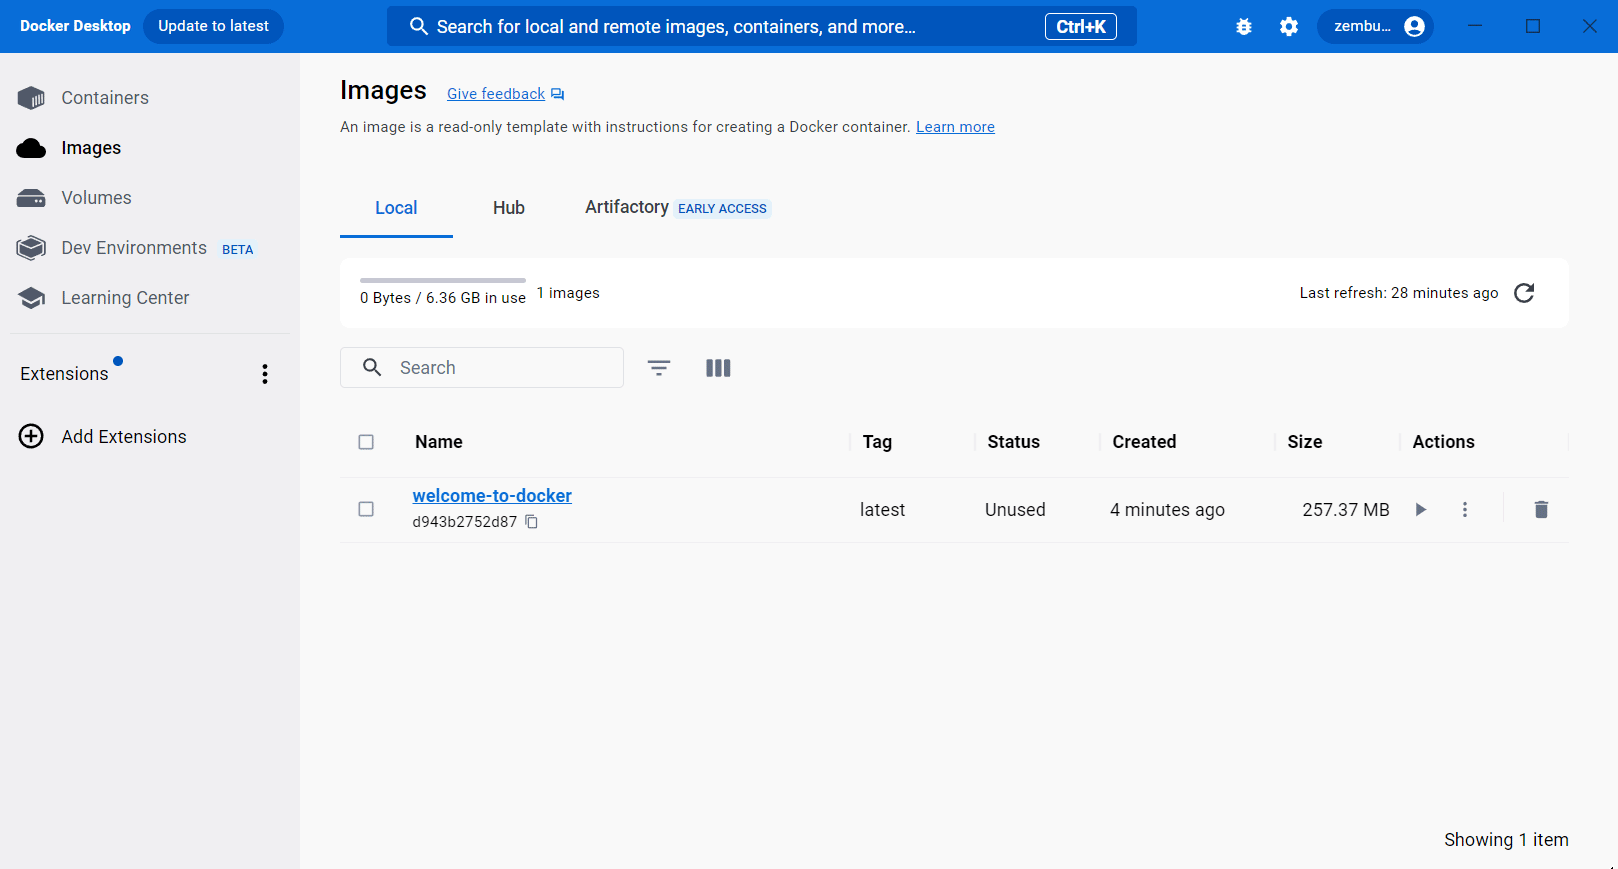 Docker Desktop
Update to latest
Search for local and remote images, containers, and more...
Ctrl+K
zembu...
Containers
Images
Volumes
Dev Environments BETA
Learning Center
Extensions
Add Extensions
Images
Give feedback
An image is a read-only template with instructions for creating a Docker container. Learn more
Local
Hub
Artifactory EARLY ACCESS
0 Bytes / 6.36 GB in use
1 images
Last refresh: 28 minutes ago
Search
Name Tag Status Created Size Actions
welcome-to-docker
d943b2752d87
latest Unused 4 minutes ago 257.37 MB
Showing 1 item